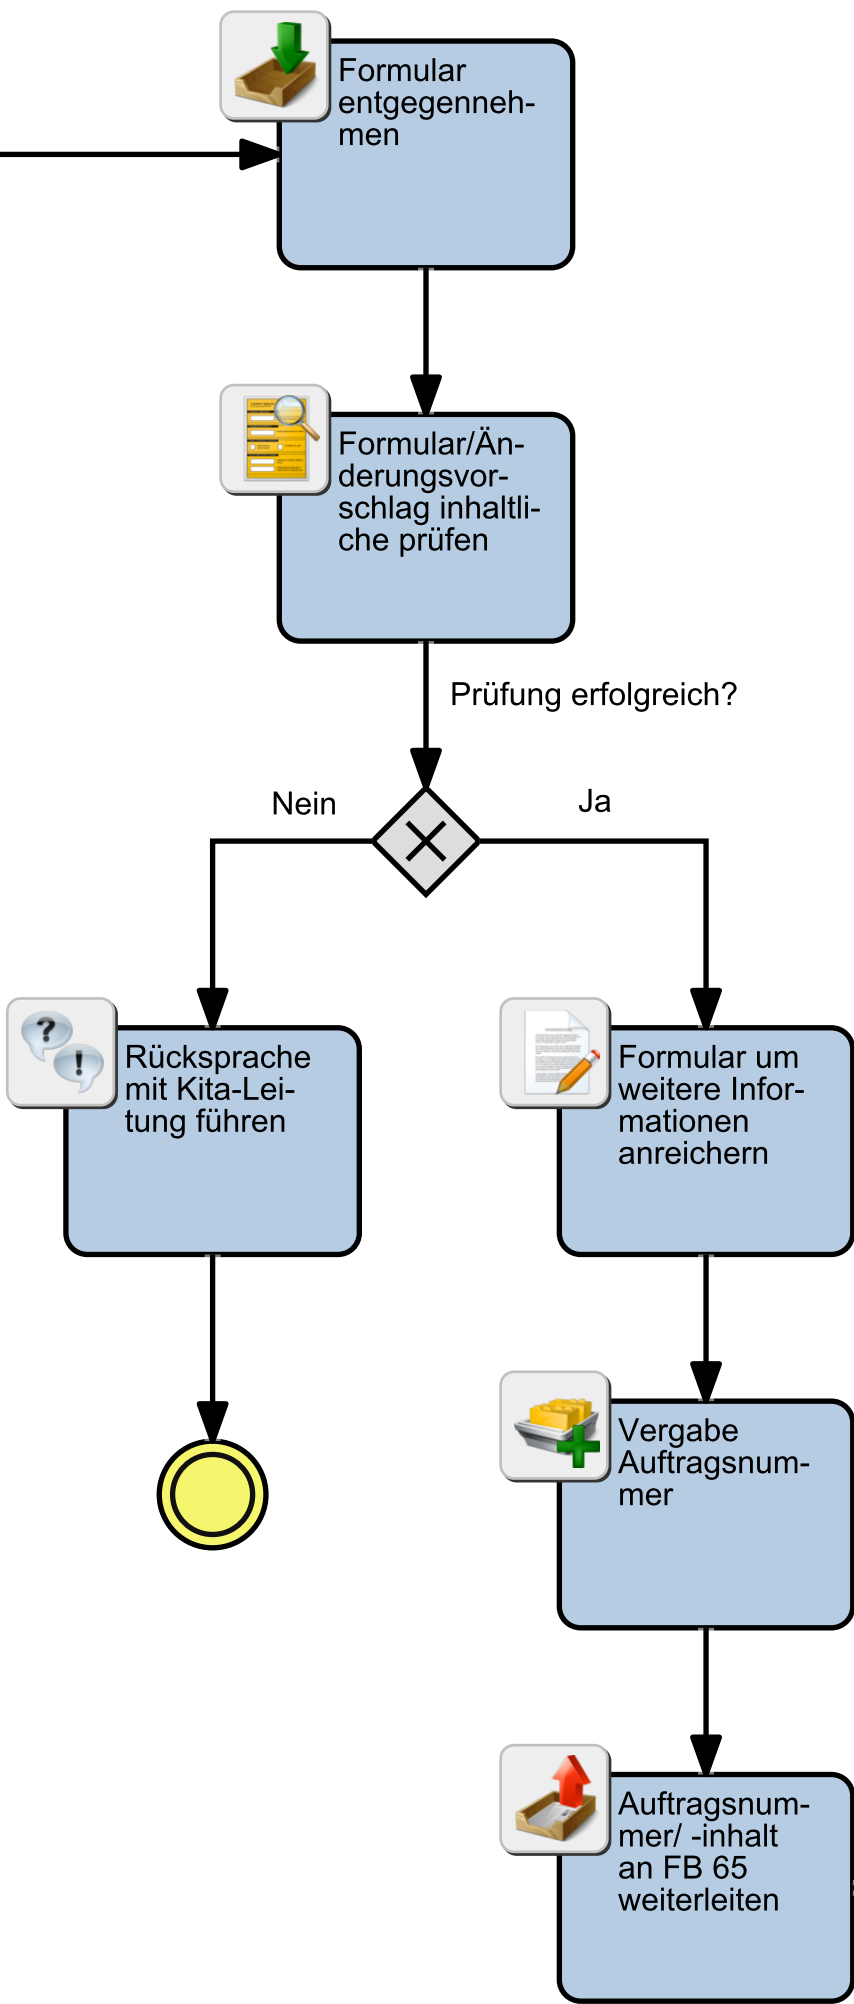 Formular
entgegenneh-
men
Formular/Än-
derungsvor-
schlag inhaltli-
che prüfen
Prüfung erfolgreich?
Nein
Ja
Rücksprache
mit Kita-Lei-
tung führen
Formular um
weitere Infor-
mationen
anreichern
Vergabe
Auftragsnum-
mer
Auftragsnum-
mer/ -inhalt
an FB 65
weiterleiten